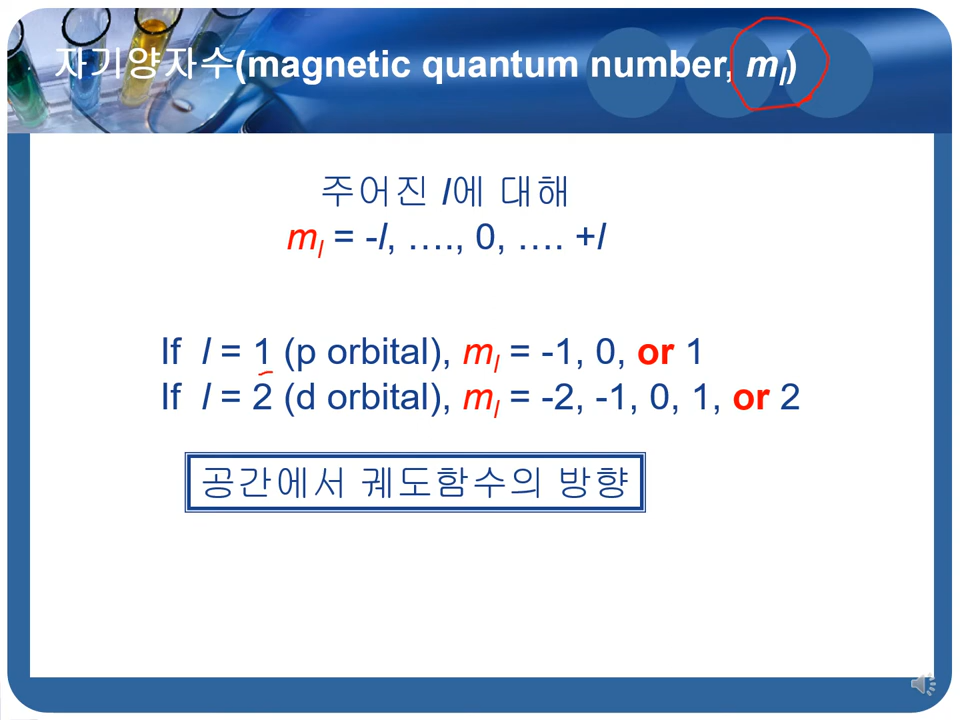 자기양자수(magnetic quantum number, ml)
주어진 l에 대해
ml = -l, …., 0, …. +l
If l = 1 (p orbital), ml = -1, 0, or 1
If l = 2 (d orbital), ml = -2, -1, 0, 1, or 2
공간에서 궤도함수의 방향